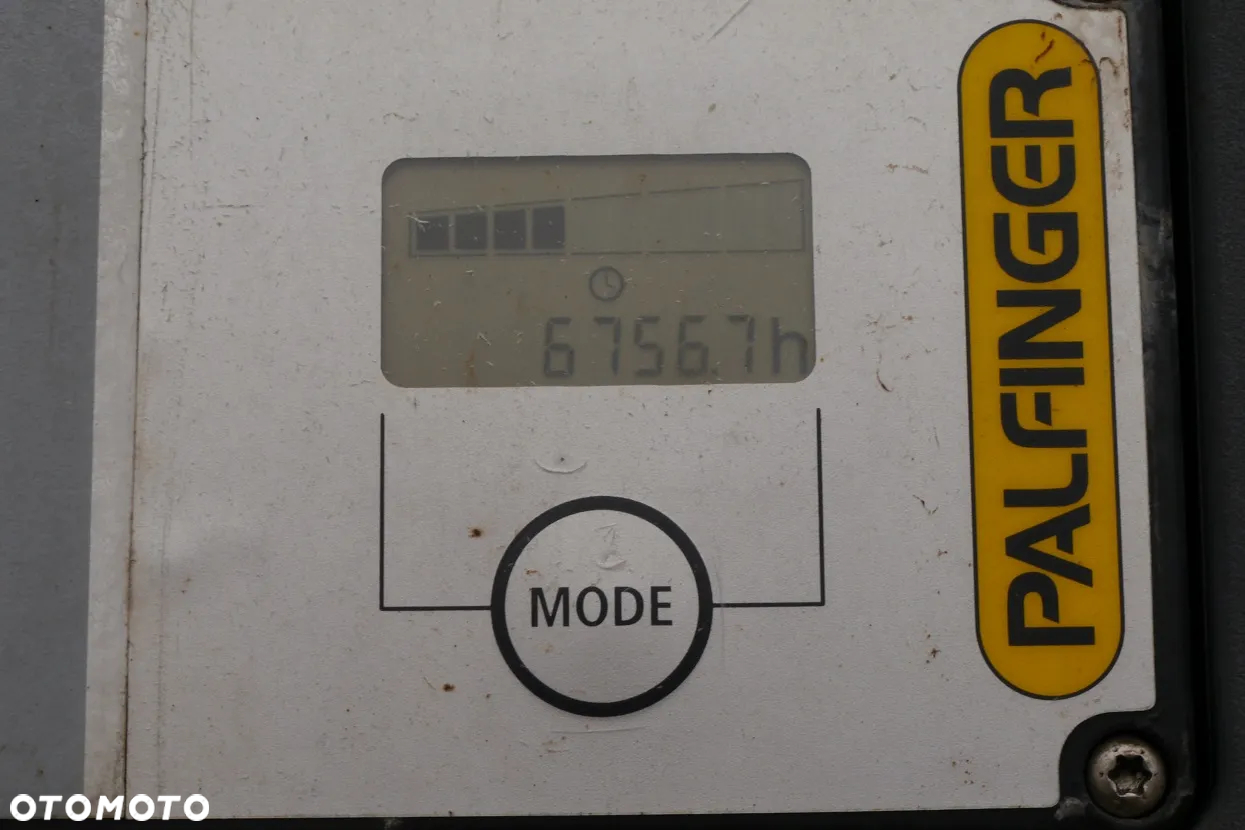 6756.7h
MODE
PALFINGER
OTOMOTO